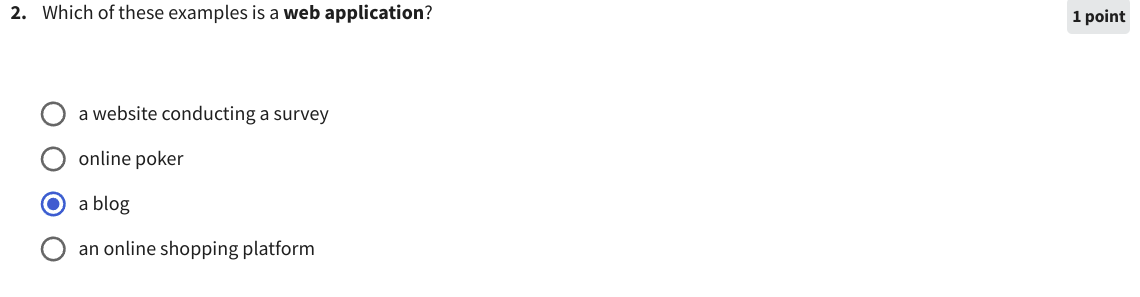 2. Which of these examples is a web application?
1 point
a website conducting a survey
online poker
a blog
an online shopping platform